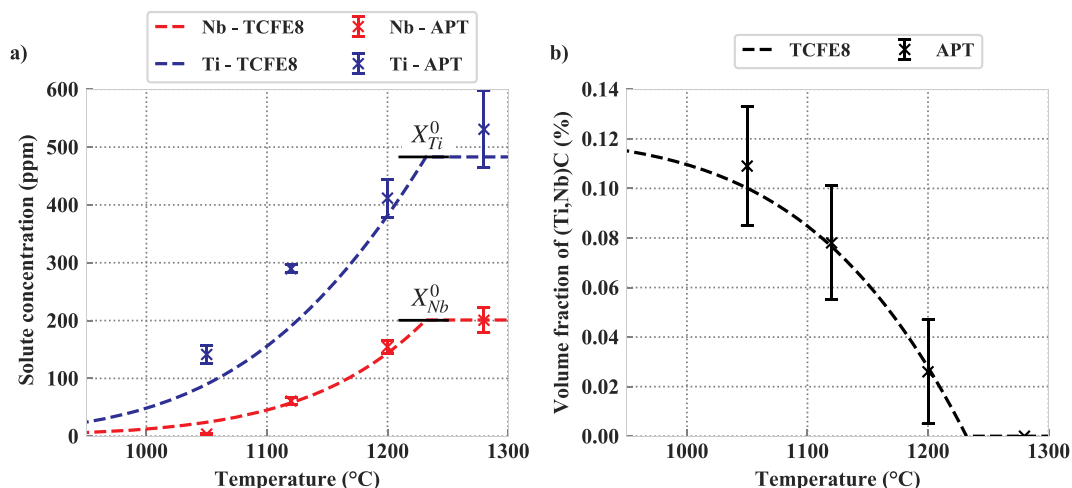 a)
Nb - TCFE8
Nb - APT
Ti - TCFE8
Ti - APT
600
500
400
300
200
100
0
Solute concentration (ppm)
X⁰Ti
X⁰Nb
1000
1100
1200
1300
Temperature (°C)
b)
TCFE8
APT
0.14
0.12
0.10
0.08
0.06
0.04
0.02
0.00
Volume fraction of (Ti,Nb)C (%)
1000
1100
1200
1300
Temperature (°C)